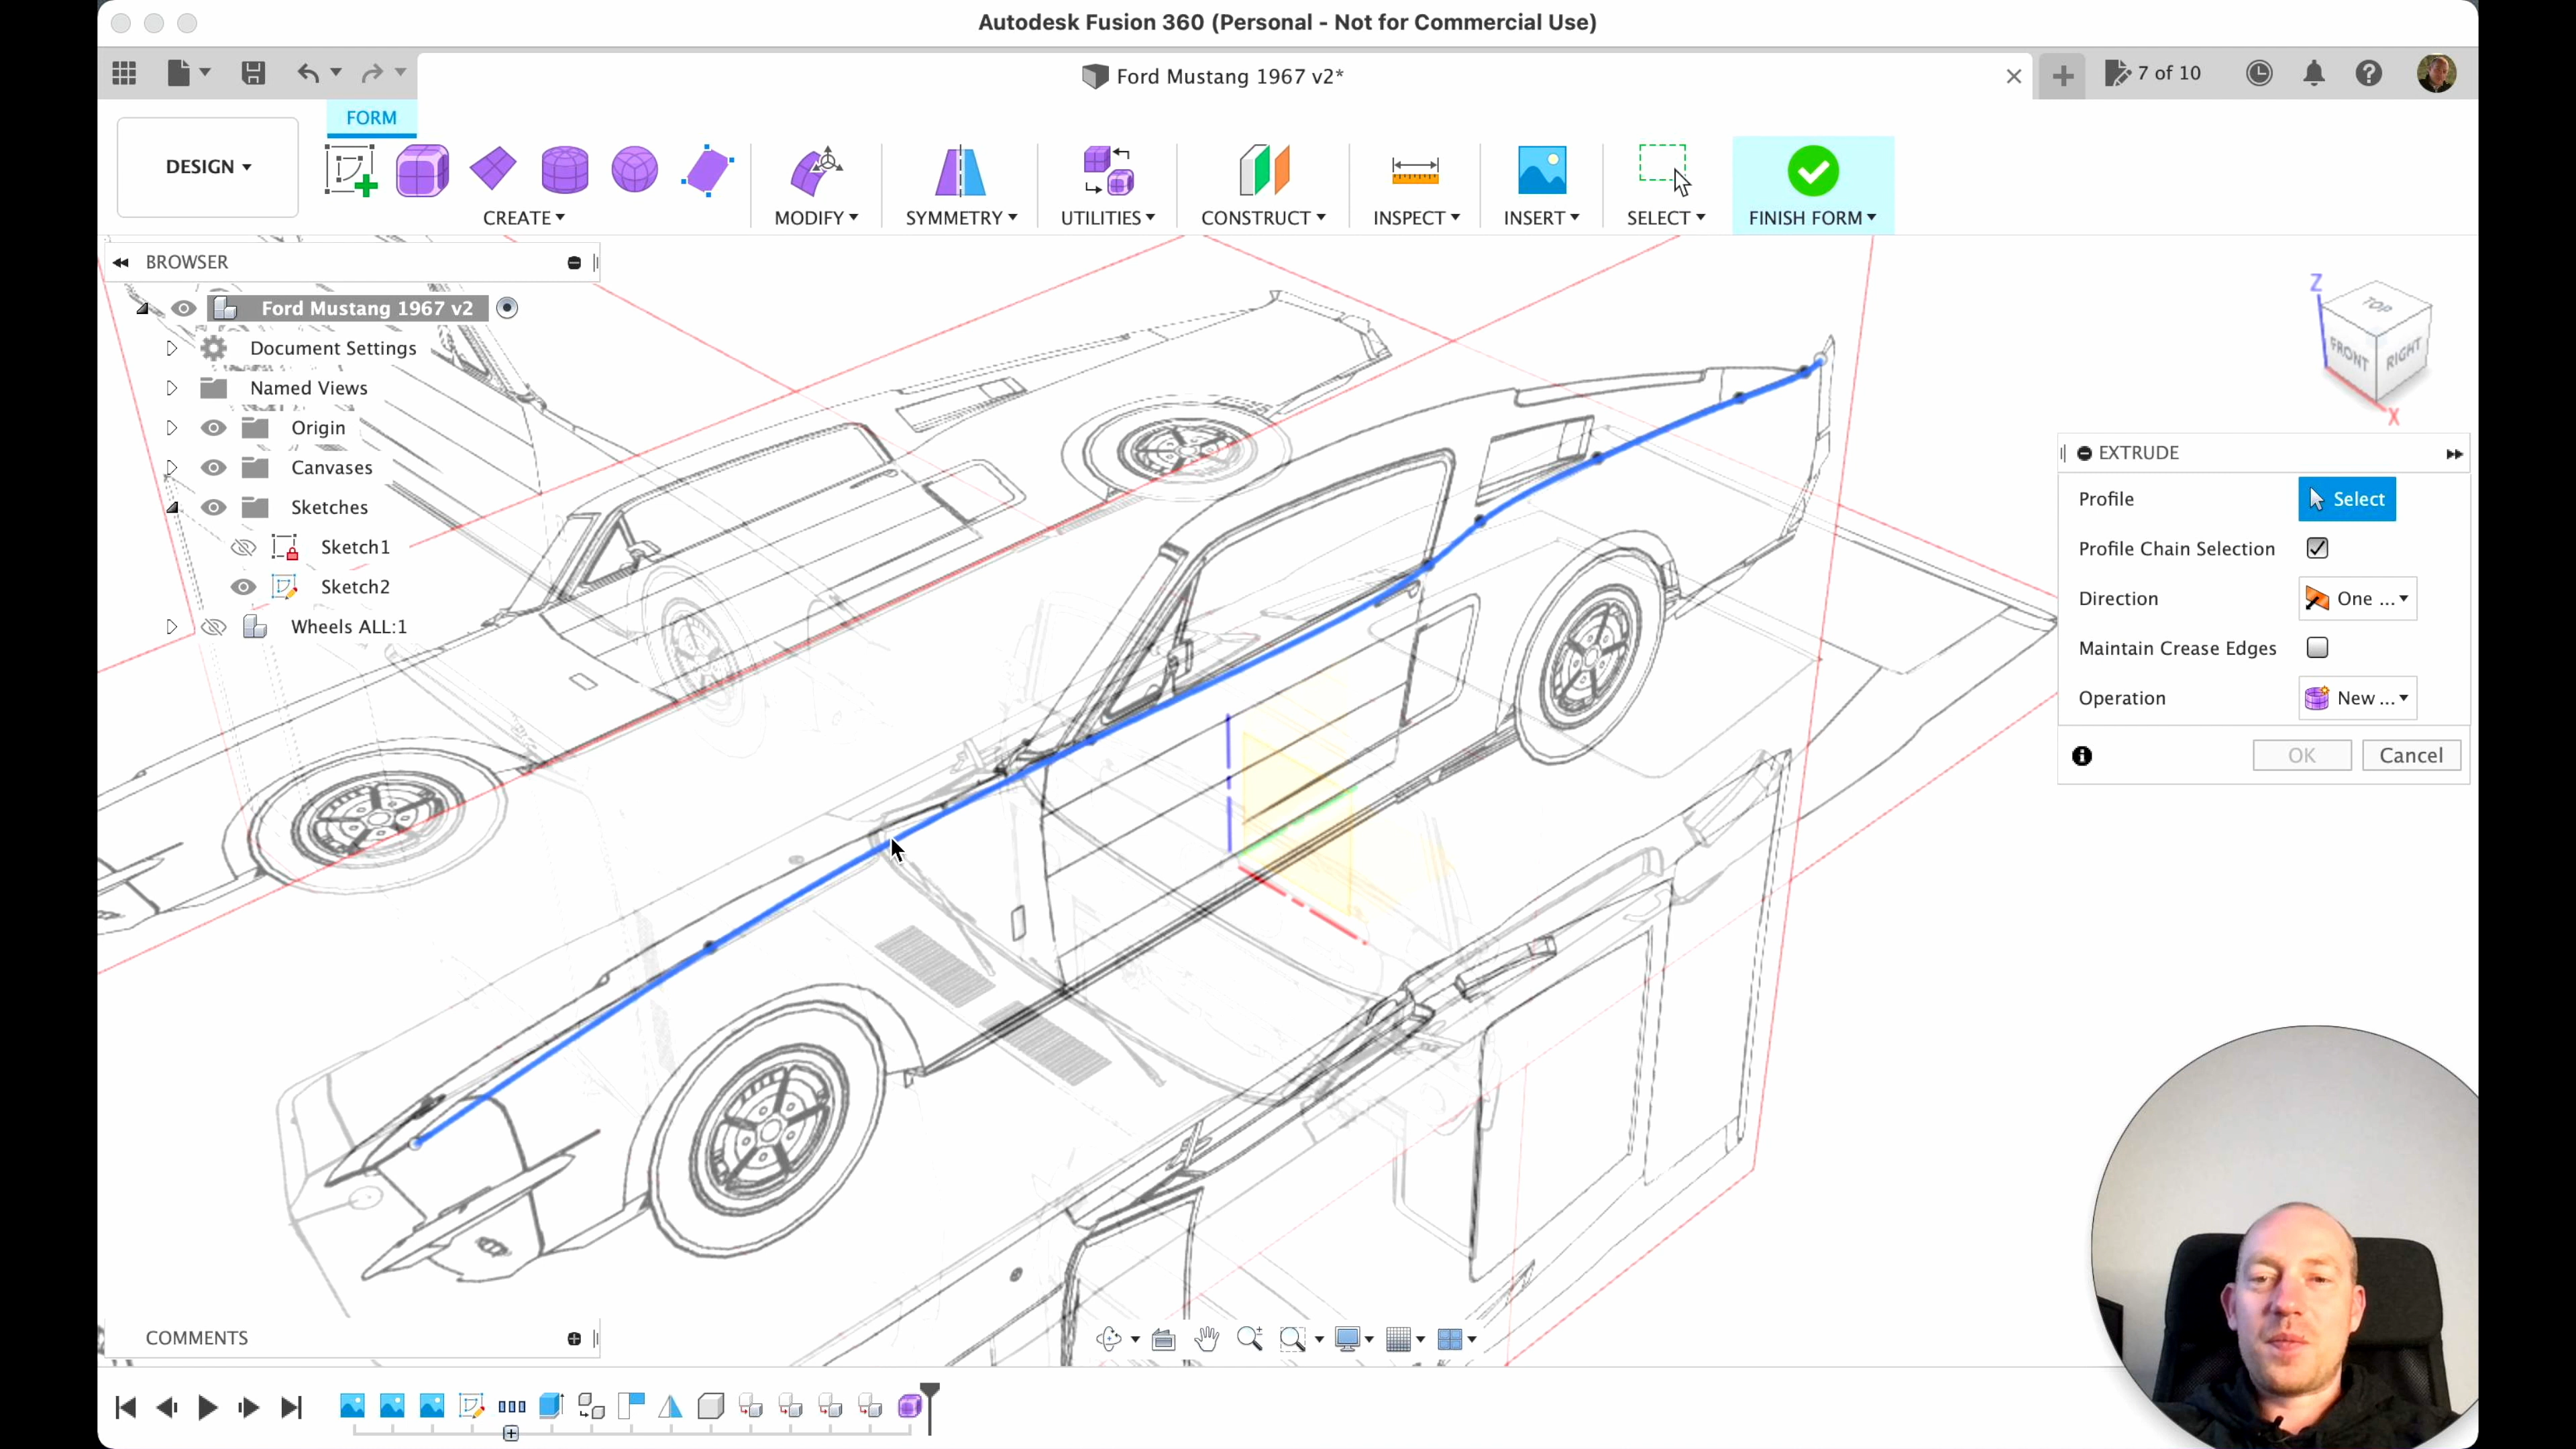 Autodesk Fusion 360 (Personal - Not for Commercial Use)
Ford Mustang 1967 v2*
7 of 10
FORM
DESIGN
CREATE
MODIFY
SYMMETRY
UTILITIES
CONSTRUCT
INSPECT
INSERT
SELECT
FINISH FORM
BROWSER
Ford Mustang 1967 v2
Document Settings
Named Views
Origin
Canvases
Sketches
Sketch1
Sketch2
Wheels ALL:1
Z
TOP
FRONT
RIGHT
X
EXTRUDE
Profile
Select
Profile Chain Selection
Direction
One ...
Maintain Crease Edges
Operation
New ...
OK
Cancel
COMMENTS